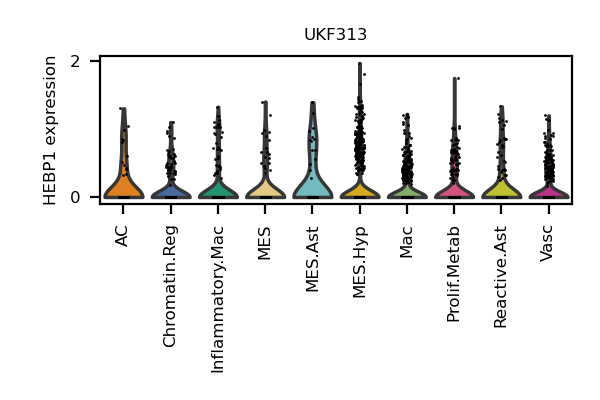 UKF313
HEBP1 expression
2
0
AC
Chromatin.Reg
Inflammatory.Mac
MES
MES.Ast
MES.Hyp
Mac
Prolif.Metab
Reactive.Ast
Vasc